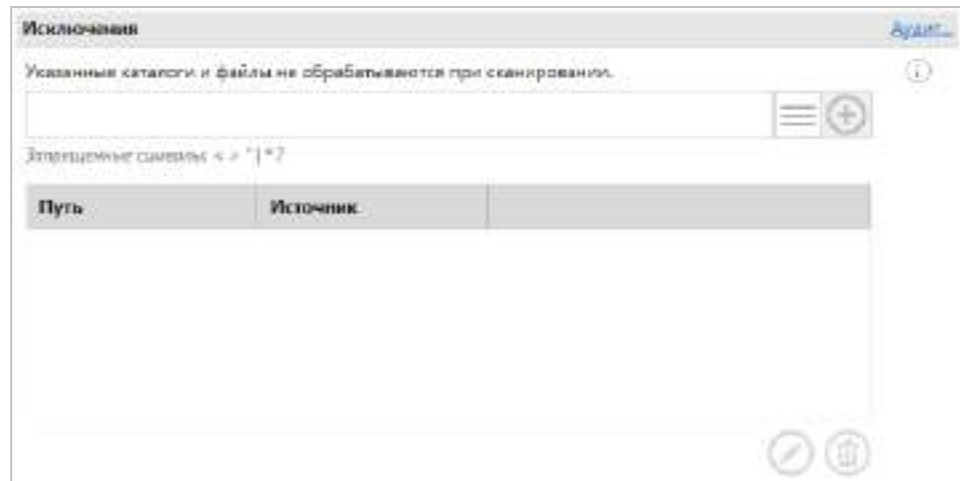 Исключения
Аудит...
Указанные каталоги и файлы не обрабатываются при сканировании.
Запрещенные символы: < > " | * ?
Путь
Источник